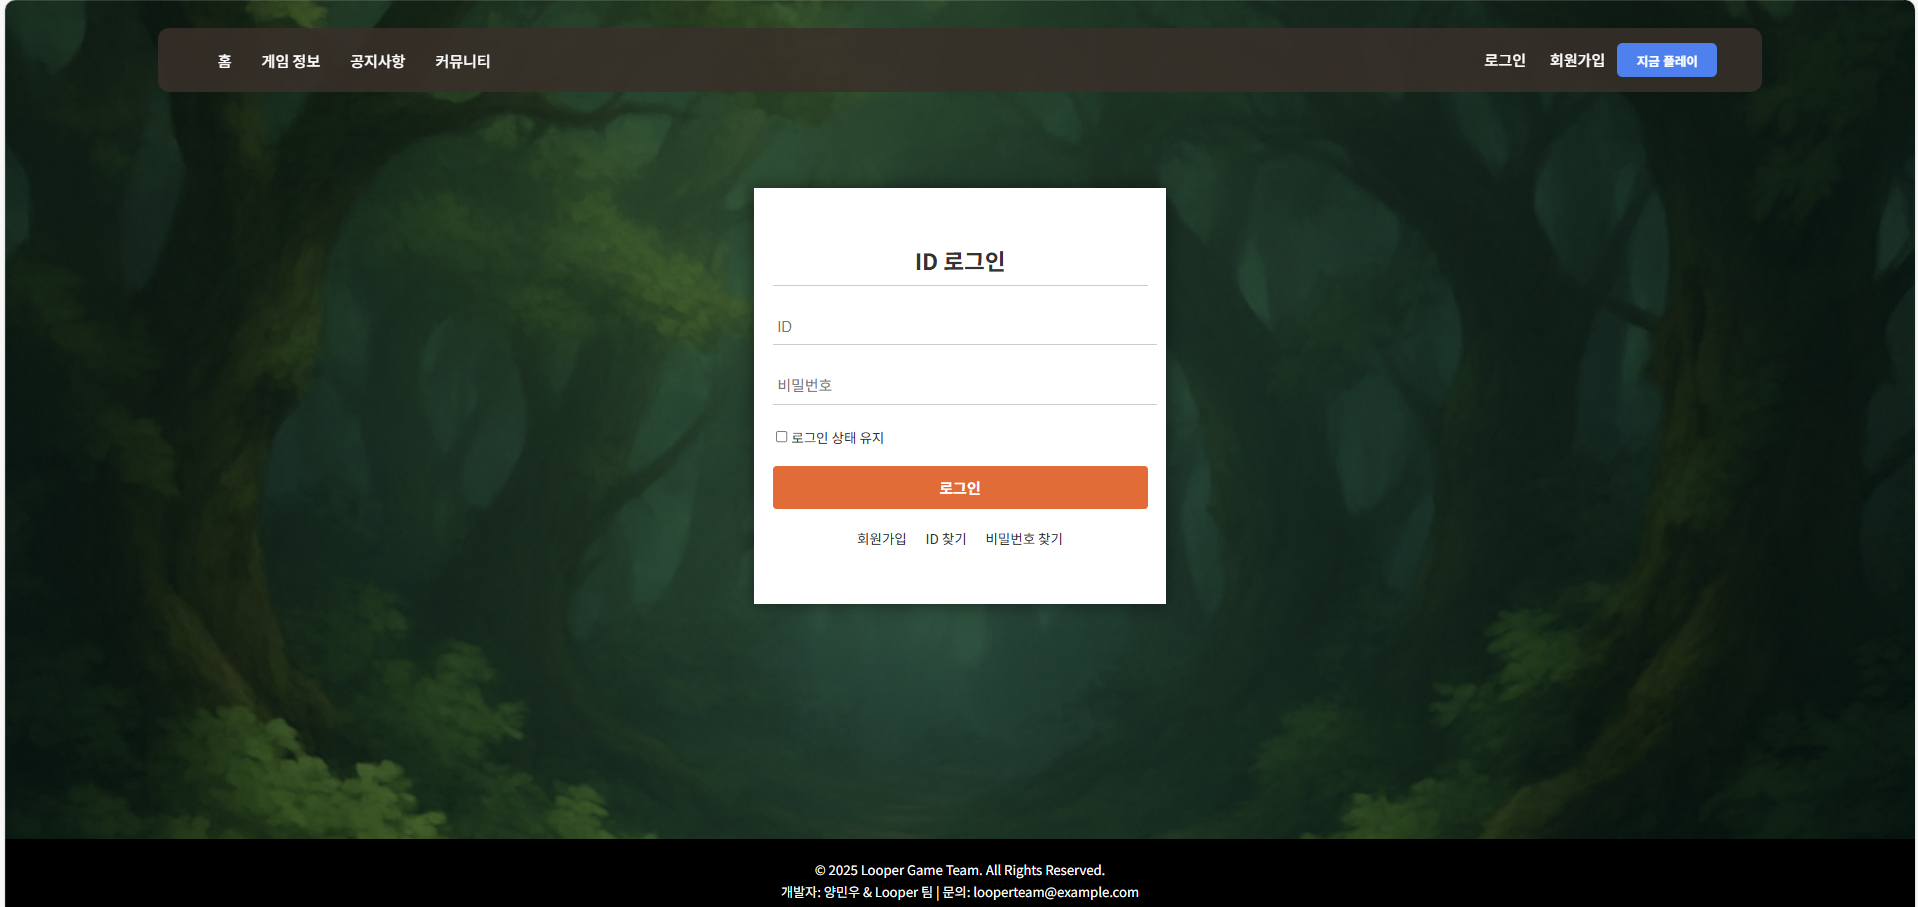 홈 게임 정보 공지사항 커뮤니티 로그인 회원가입 지금 플레이
ID 로그인
ID
비밀번호
로그인 상태 유지
로그인
회원가입 ID 찾기 비밀번호 찾기
© 2025 Looper Game Team. All Rights Reserved.
개발자: 양민우 & Looper 팀 | 문의: looperteam@example.com